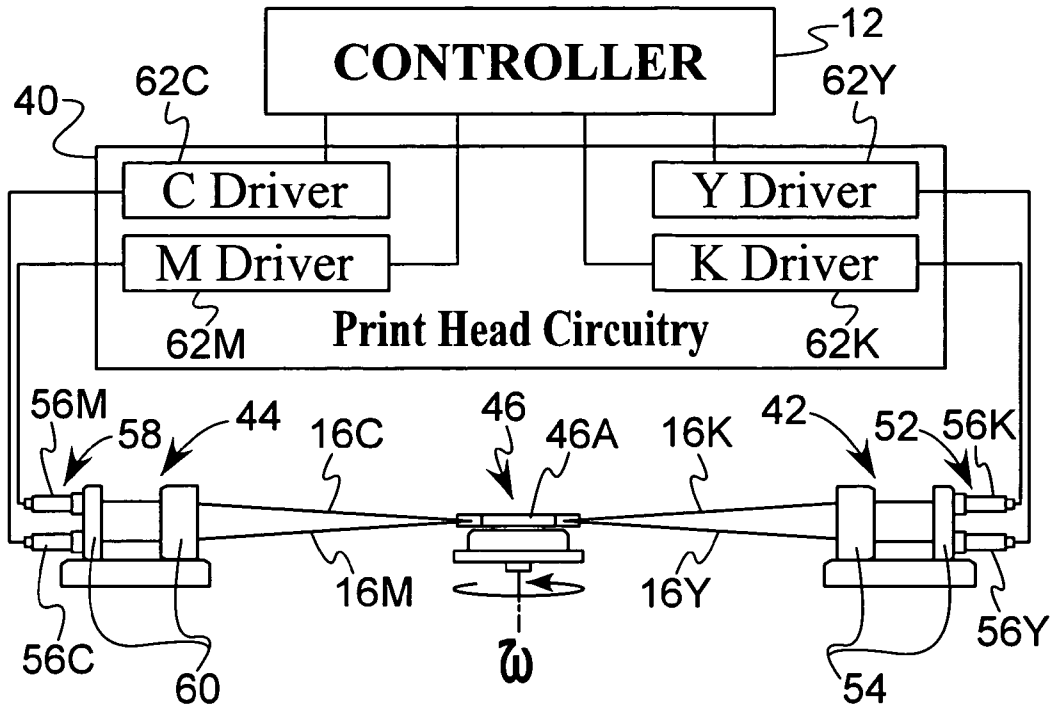 12
CONTROLLER
62C
62Y
40
C Driver
Y Driver
M Driver
K Driver
62M
Print Head Circuitry
62K
56M
58
44
46
46A
42
52
56K
16C
16K
16M
16Y
56C
60
ω
54
56Y